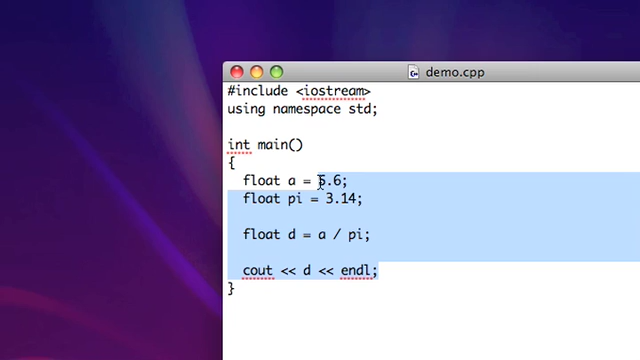 demo.cpp
#include <iostream>
using namespace std;
int main()
{
float a = 5.6;
float pi = 3.14;
float d = a / pi;
cout << d << endl;
}